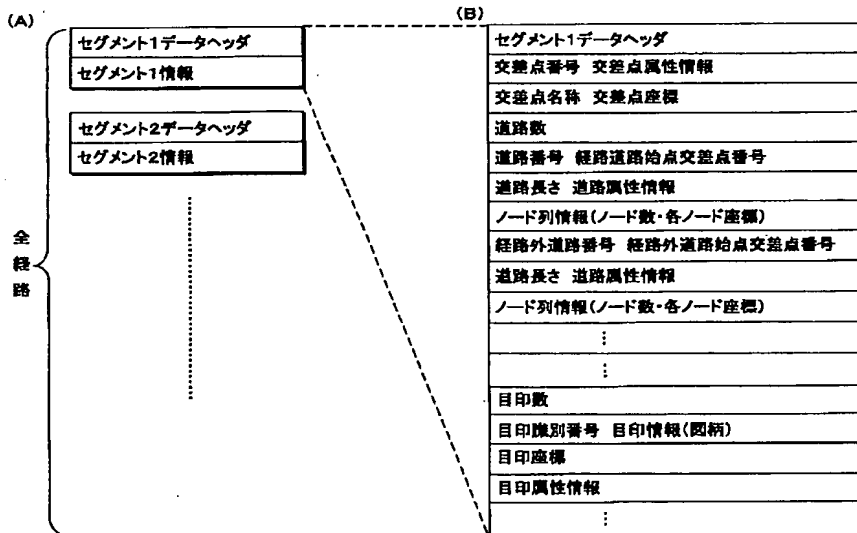 (A)
セグメント1データヘッダ
セグメント1情報
セグメント2データヘッダ
セグメント2情報
全経路
(B)
セグメント1データヘッダ
交差点番号 交差点属性情報
交差点名称 交差点座標
道路数
道路番号 経路道路始点交差点番号
道路長さ 道路属性情報
ノード列情報(ノード数・各ノード座標)
経路外道路番号 経路外道路始点交差点番号
道路長さ 道路属性情報
ノード列情報(ノード数・各ノード座標)
目印数
目印識別番号 目印情報(図柄)
目印座標
目印属性情報